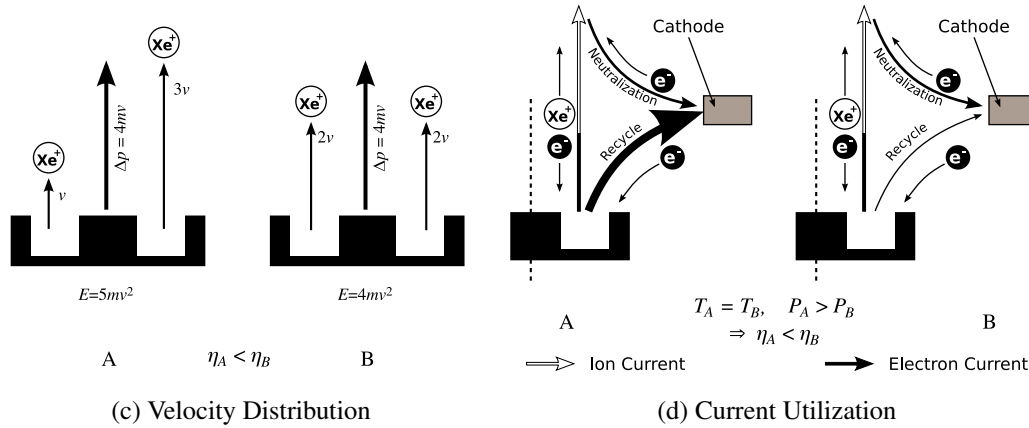 Xe+
Xe+
3v
Δp = 4mv
v
E=5mv²
A
Xe+
Xe+
2v
Δp = 4mv
2v
E=4mv²
B
ηA < ηB
(c) Velocity Distribution
Cathode
Neutralization
e-
Xe+
e-
Recycle
e-
A
Cathode
Neutralization
e-
Xe+
e-
Recycle
e-
B
TA = TB, PA > PB
⇒ ηA < ηB
Ion Current
Electron Current
(d) Current Utilization